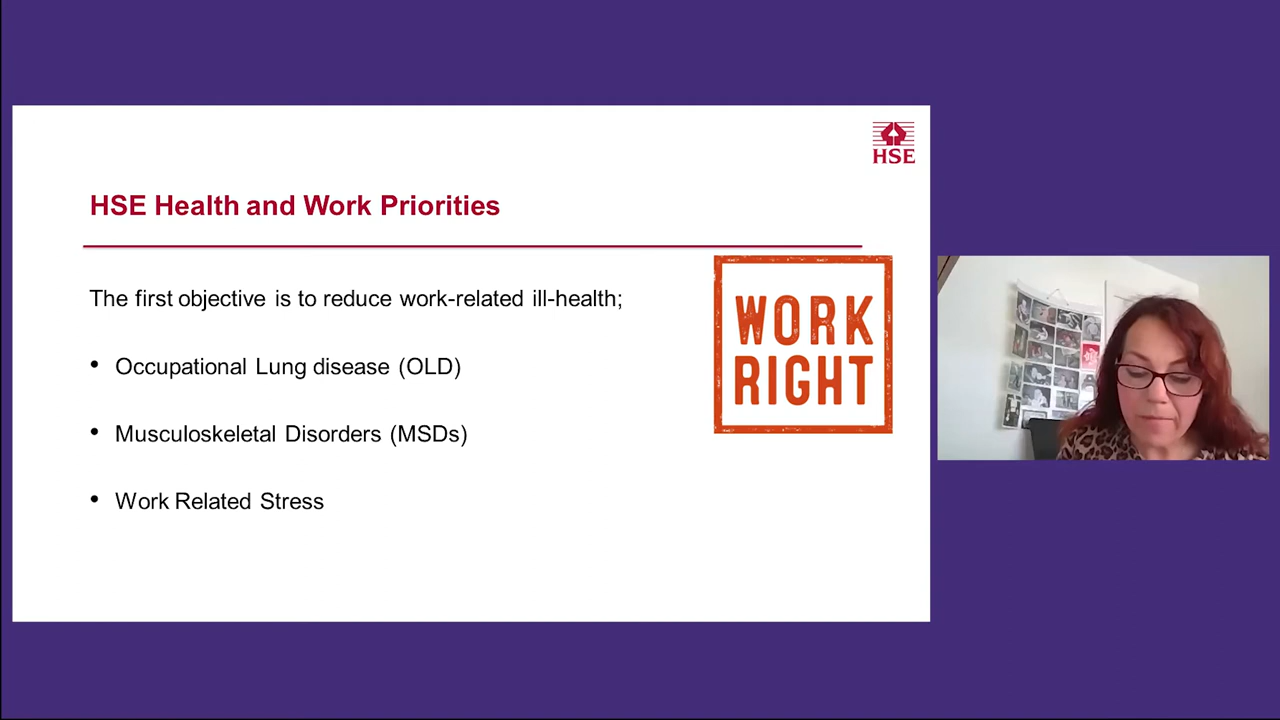 HSE
HSE Health and Work Priorities
The first objective is to reduce work-related ill-health;
WORK
RIGHT
• Occupational Lung disease (OLD)
• Musculoskeletal Disorders (MSDs)
• Work Related Stress